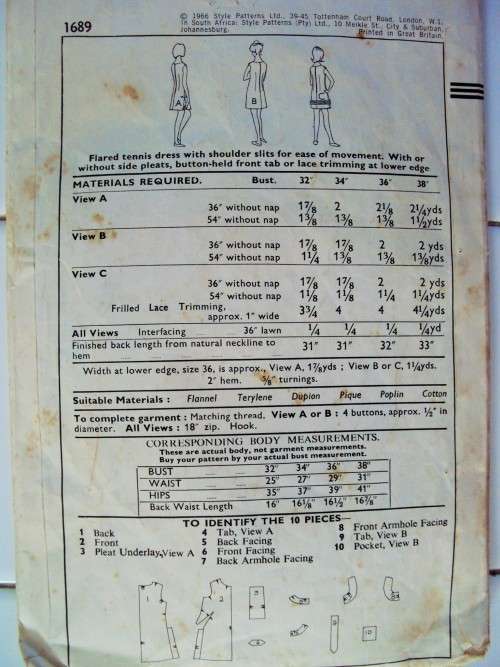 1689
© 1966 Style Patterns Ltd., 39-45 Tottenham Court Road, London, W.1.
In South Africa: Style Patterns (Pty) Ltd., 10 Meikle St., City & Suburban,
Johannesburg. Printed in Great Britain.
A B
Flared tennis dress with shoulder slits for ease of movement. With or
without side pleats, button-held front tab or lace trimming at lower edge
MATERIALS REQUIRED. Bust. 32" 34" 36" 38"
View A
36" without nap 1⅞ 2 2⅛ 2¼yds
54" without nap 1⅜ 1⅜ 1⅜ 1½yds
View B
36" without nap 1⅞ 1⅞ 2 2 yds
54" without nap 1¼ 1⅜ 1⅜ 1⅜yds
View C
36" without nap 1⅞ 1⅞ 2 2 yds
54" without nap 1⅛ 1⅛ 1¼ 1¼yds
Frilled Lace Trimming,
approx. 1" wide 3¾ 4 4 4¼yds
All Views Interfacing 36" lawn ¼ ¼ ¼ ¼yd
Finished back length from natural neckline to
hem 31" 31" 32" 33"
Width at lower edge, size 36, is approx., View A, 1⅞yds ; View B or C, 1¼yds.
2" hem. ⅝" turnings.
Suitable Materials : Flannel Terylene Dupion Pique Poplin Cotton
To complete garment : Matching thread. View A or B : 4 buttons, approx. ½" in
diameter. All Views : 18" zip. Hook.
CORRESPONDING BODY MEASUREMENTS.
These are actual body, not garment measurements.
Buy your pattern by your actual bust measurement.
BUST 32" 34" 36" 38"
WAIST 25" 27" 29" 31"
HIPS 35" 37" 39" 41"
Back Waist Length 16" 16⅛" 16½" 16⅞"
TO IDENTIFY THE 10 PIECES—
1 Back
2 Front
3 Pleat Underlay, View A
4 Tab, View A
5 Back Facing
6 Front Facing
7 Back Armhole Facing
8 Front Armhole Facing
9 Tab, View B
10 Pocket, View B